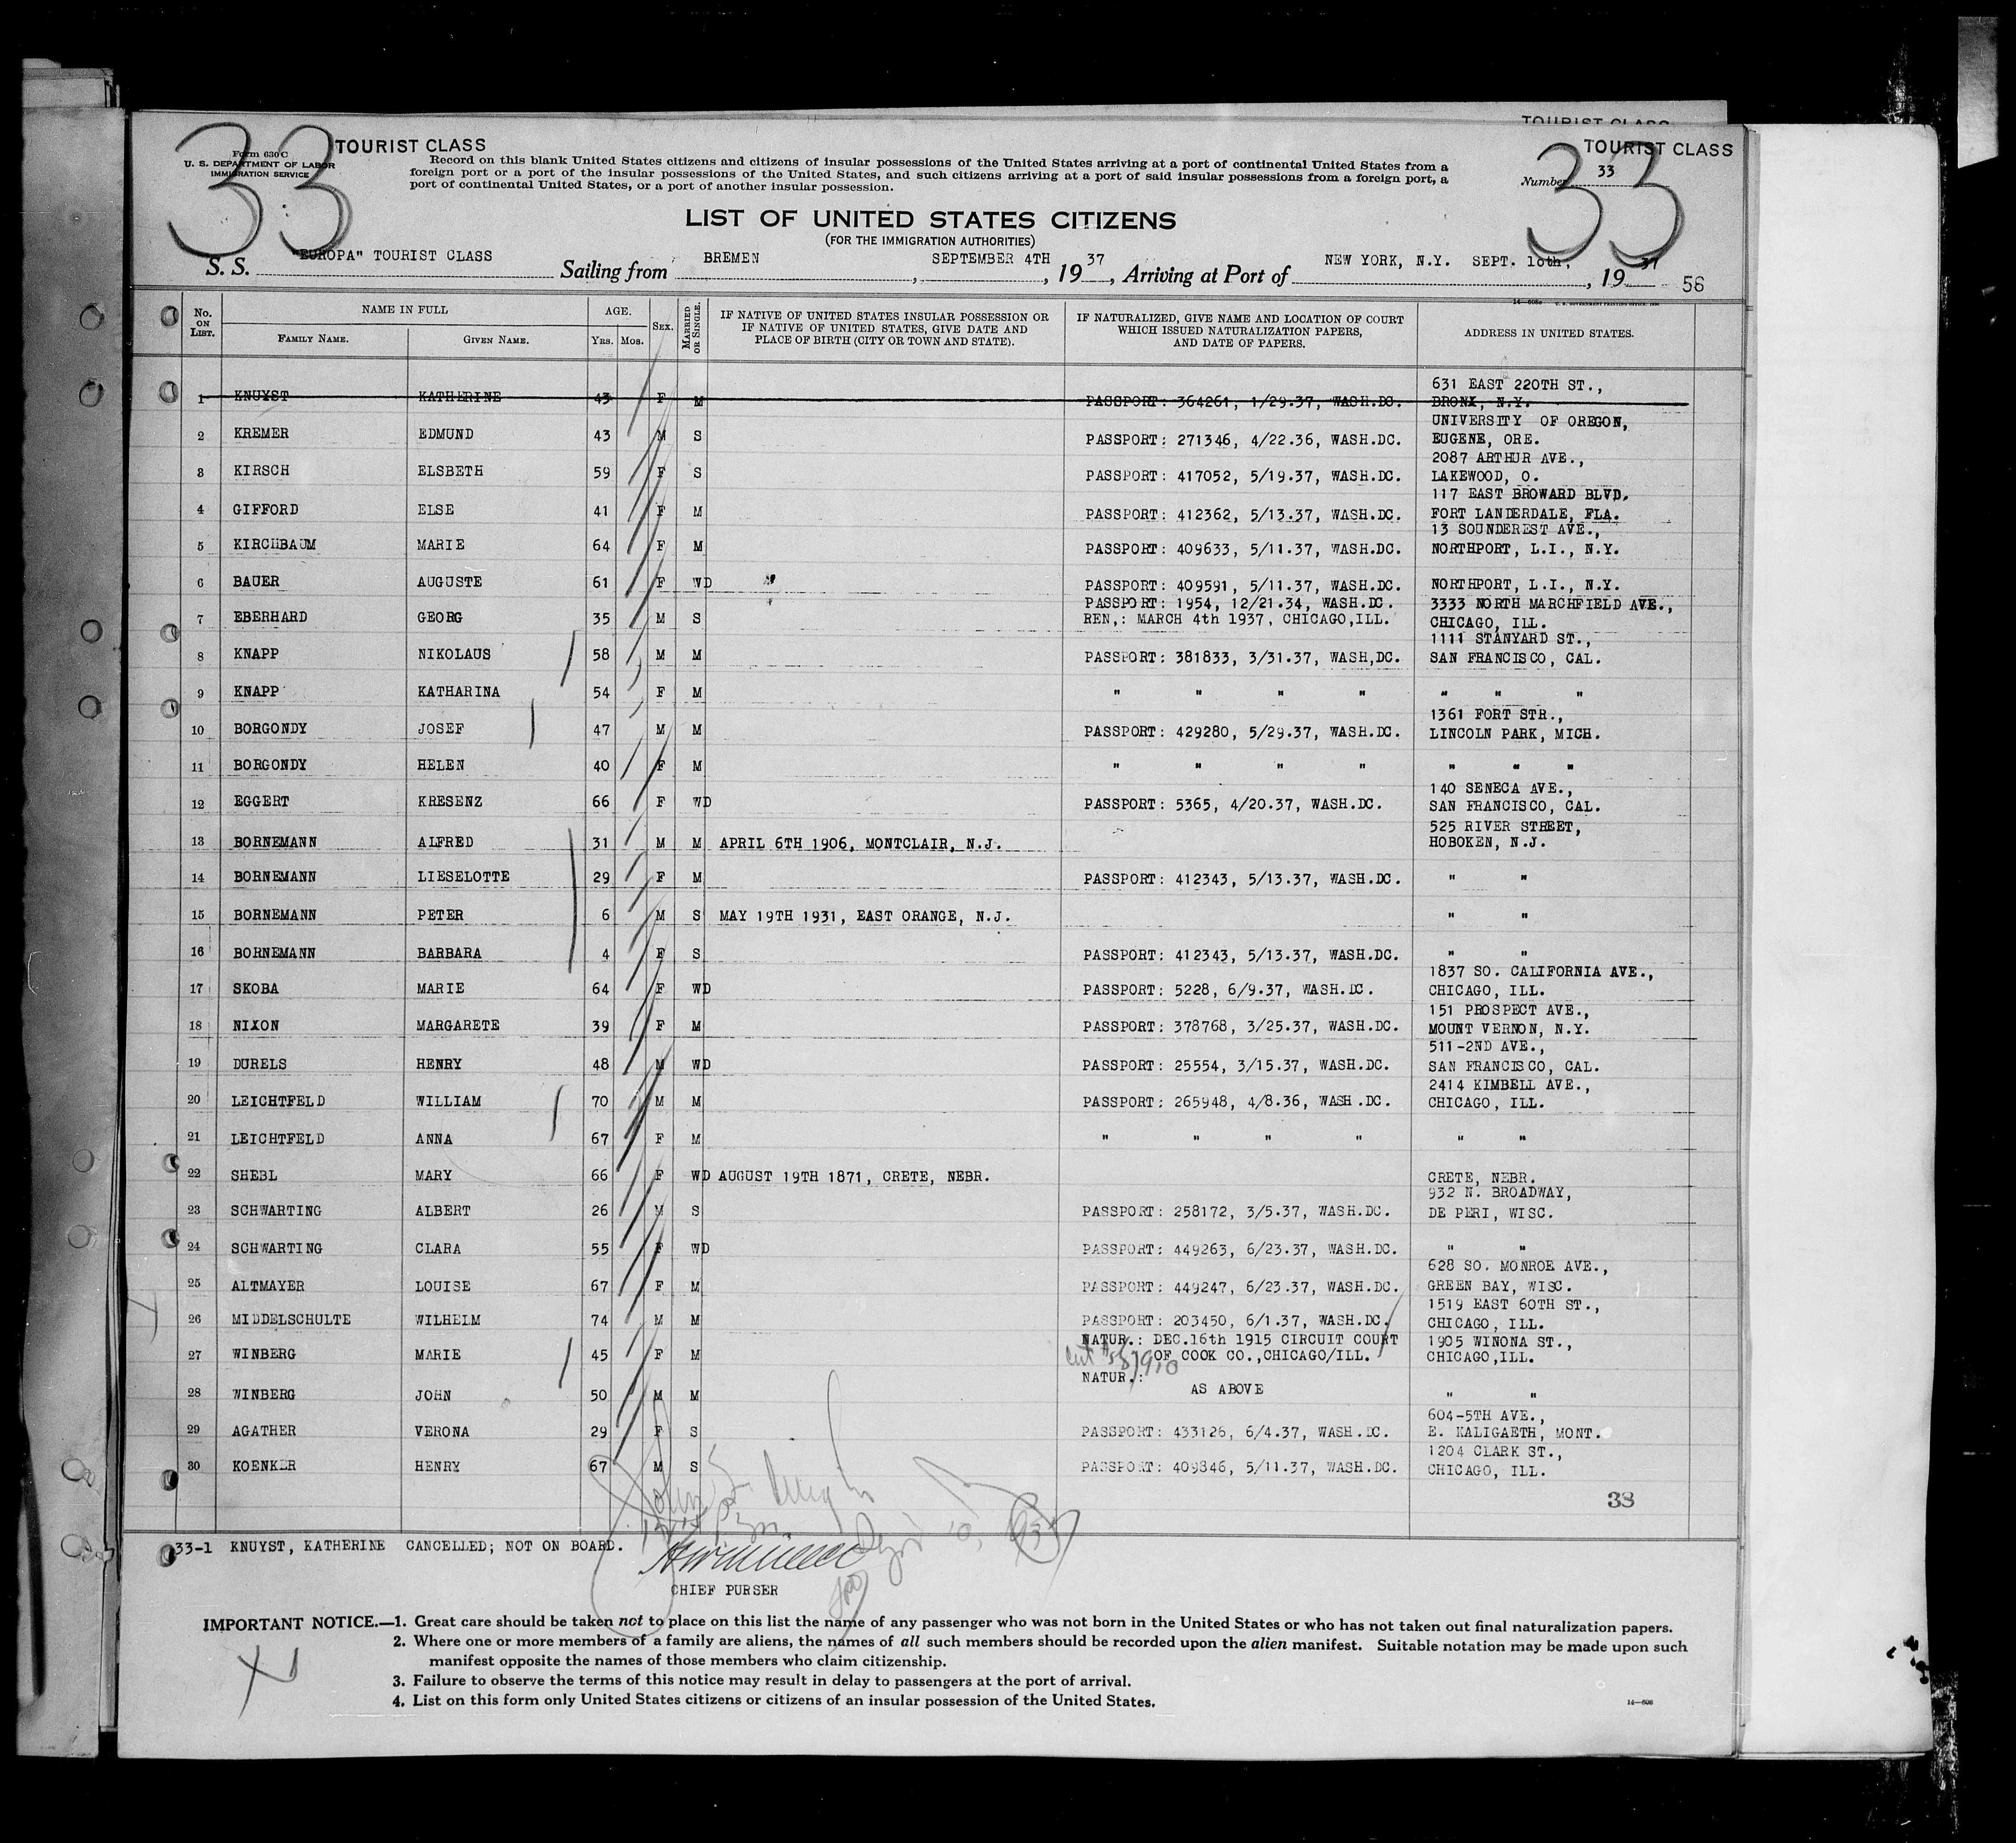 TOURIST CLASS
33
33
TOURIST CLASS
TOURIST CLASS
Form 630 C
U. S. DEPARTMENT OF LABOR
IMMIGRATION SERVICE
Record on this blank United States citizens and citizens of insular possessions of the United States arriving at a port of continental United States from a
foreign port or a port of the insular possessions of the United States, and such citizens arriving at a port of said insular possessions from a foreign port, a
port of continental United States, or a port of another insular possession.
Number 33
LIST OF UNITED STATES CITIZENS
(FOR THE IMMIGRATION AUTHORITIES)
S. S. "EUROPA" TOURIST CLASS Sailing from BREMEN, SEPTEMBER 4TH, 19 37, Arriving at Port of NEW YORK, N.Y. SEPT. 10th, 19 37
56
No. ON LIST. NAME IN FULL AGE. SEX. MARRIED OR SINGLE. IF NATIVE OF UNITED STATES INSULAR POSSESSION OR IF NATIVE OF UNITED STATES, GIVE DATE AND PLACE OF BIRTH (CITY OR TOWN AND STATE). IF NATURALIZED, GIVE NAME AND LOCATION OF COURT WHICH ISSUED NATURALIZATION PAPERS, AND DATE OF PAPERS. ADDRESS IN UNITED STATES.
FAMILY NAME. GIVEN NAME. YRS. MOS.
1 KNUYST KATHERINE 43 F M PASSPORT: 364261, 1/29.37, WASH.DC. 631 EAST 220TH ST., BRONX, N.Y.
2 KREMER EDMUND 43 M S PASSPORT: 271346, 4/22.36, WASH.DC. UNIVERSITY OF OREGON, EUGENE, ORE.
3 KIRSCH ELSBETH 59 F S PASSPORT: 417052, 5/19.37, WASH.DC. 2087 ARTHUR AVE., LAKEWOOD, O.
4 GIFFORD ELSE 41 F M PASSPORT: 412362, 5/13.37, WASH.DC. 117 EAST BROWARD BLVD, FORT LANDERDALE, FLA.
5 KIRCHBAUM MARIE 64 F M PASSPORT: 409633, 5/11.37, WASH.DC. 13 SOUNDEREST AVE., NORTHPORT, L.I., N.Y.
6 BAUER AUGUSTE 61 F WD PASSPORT: 409591, 5/11.37, WASH.DC. NORTHPORT, L.I., N.Y.
7 EBERHARD GEORG 35 M S PASSPORT: 1954, 12/21.34, WASH.DC. REN,: MARCH 4th 1937, CHICAGO,ILL. 3333 NORTH MARCHFIELD AVE., CHICAGO, ILL.
8 KNAPP NIKOLAUS 58 M M PASSPORT: 381833, 3/31.37, WASH,DC. 1111 STANYARD ST., SAN FRANCISCO, CAL.
9 KNAPP KATHARINA 54 F M " " " " " " "
10 BORGONDY JOSEF 47 M M PASSPORT: 429280, 5/29.37, WASH.DC. 1361 FORT STR., LINCOLN PARK, MICH.
11 BORGONDY HELEN 40 F M " " " " " " "
12 EGGERT KRESENZ 66 F WD PASSPORT: 5365, 4/20.37, WASH.DC. 140 SENECA AVE., SAN FRANCISCO, CAL.
13 BORNEMANN ALFRED 31 M M APRIL 6TH 1906, MONTCLAIR, N.J. 525 RIVER STREET, HOBOKEN, N.J.
14 BORNEMANN LIESELOTTE 29 F M PASSPORT: 412343, 5/13.37, WASH.DC. " "
15 BORNEMANN PETER 6 M S MAY 19TH 1931, EAST ORANGE, N.J. " "
16 BORNEMANN BARBARA 4 F S PASSPORT: 412343, 5/13.37, WASH.DC. " "
17 SKOBA MARIE 64 F WD PASSPORT: 5228, 6/9.37, WASH.DC. 1837 SO. CALIFORNIA AVE., CHICAGO, ILL.
18 NIXON MARGARETE 39 F M PASSPORT: 378768, 3/25.37, WASH.DC. 151 PROSPECT AVE., MOUNT VERNON, N.Y.
19 DURELS HENRY 48 M WD PASSPORT: 25554, 3/15.37, WASH.DC. 511-2ND AVE., SAN FRANCISCO, CAL.
20 LEICHTFELD WILLIAM 70 M M PASSPORT: 265948, 4/8.36, WASH.DC. 2414 KIMBELL AVE., CHICAGO, ILL.
21 LEICHTFELD ANNA 67 F M " " " " " "
22 SHEBL MARY 66 F WD AUGUST 19TH 1871, CRETE, NEBR. CRETE, NEBR.
23 SCHWARTING ALBERT 26 M S PASSPORT: 258172, 3/5.37, WASH.DC. 932 N. BROADWAY, DE PERI, WISC.
24 SCHWARTING CLARA 55 F WD PASSPORT: 449263, 6/23.37, WASH.DC. " "
25 ALTMAYER LOUISE 67 F M PASSPORT: 449247, 6/23.37, WASH.DC. 628 SO. MONROE AVE., GREEN BAY, WISC.
26 MIDDELSCHULTE WILHELM 74 M M PASSPORT: 203450, 6/1.37, WASH.DC. 1519 EAST 60TH ST., CHICAGO, ILL.
27 WINBERG MARIE 45 F M NATUR.: DEC.16th 1915 CIRCUIT COURT OF COOK CO.,CHICAGO/ILL. 1905 WINONA ST., CHICAGO,ILL.
28 WINBERG JOHN 50 M M NATUR.: AS ABOVE " "
29 AGATHER VERONA 29 F S PASSPORT: 433126, 6/4.37, WASH.DC. 604-5TH AVE., E. KALIGAETH, MONT.
30 KOENKER HENRY 67 M S PASSPORT: 409846, 5/11.37, WASH.DC. 1204 CLARK ST., CHICAGO, ILL.
33
33-1 KNUYST, KATHERINE CANCELLED; NOT ON BOARD.
CHIEF PURSER
IMPORTANT NOTICE.—1. Great care should be taken not to place on this list the name of any passenger who was not born in the United States or who has not taken out final naturalization papers.
2. Where one or more members of a family are aliens, the names of all such members should be recorded upon the alien manifest. Suitable notation may be made upon such
manifest opposite the names of those members who claim citizenship.
3. Failure to observe the terms of this notice may result in delay to passengers at the port of arrival.
4. List on this form only United States citizens or citizens of an insular possession of the United States.
14—608